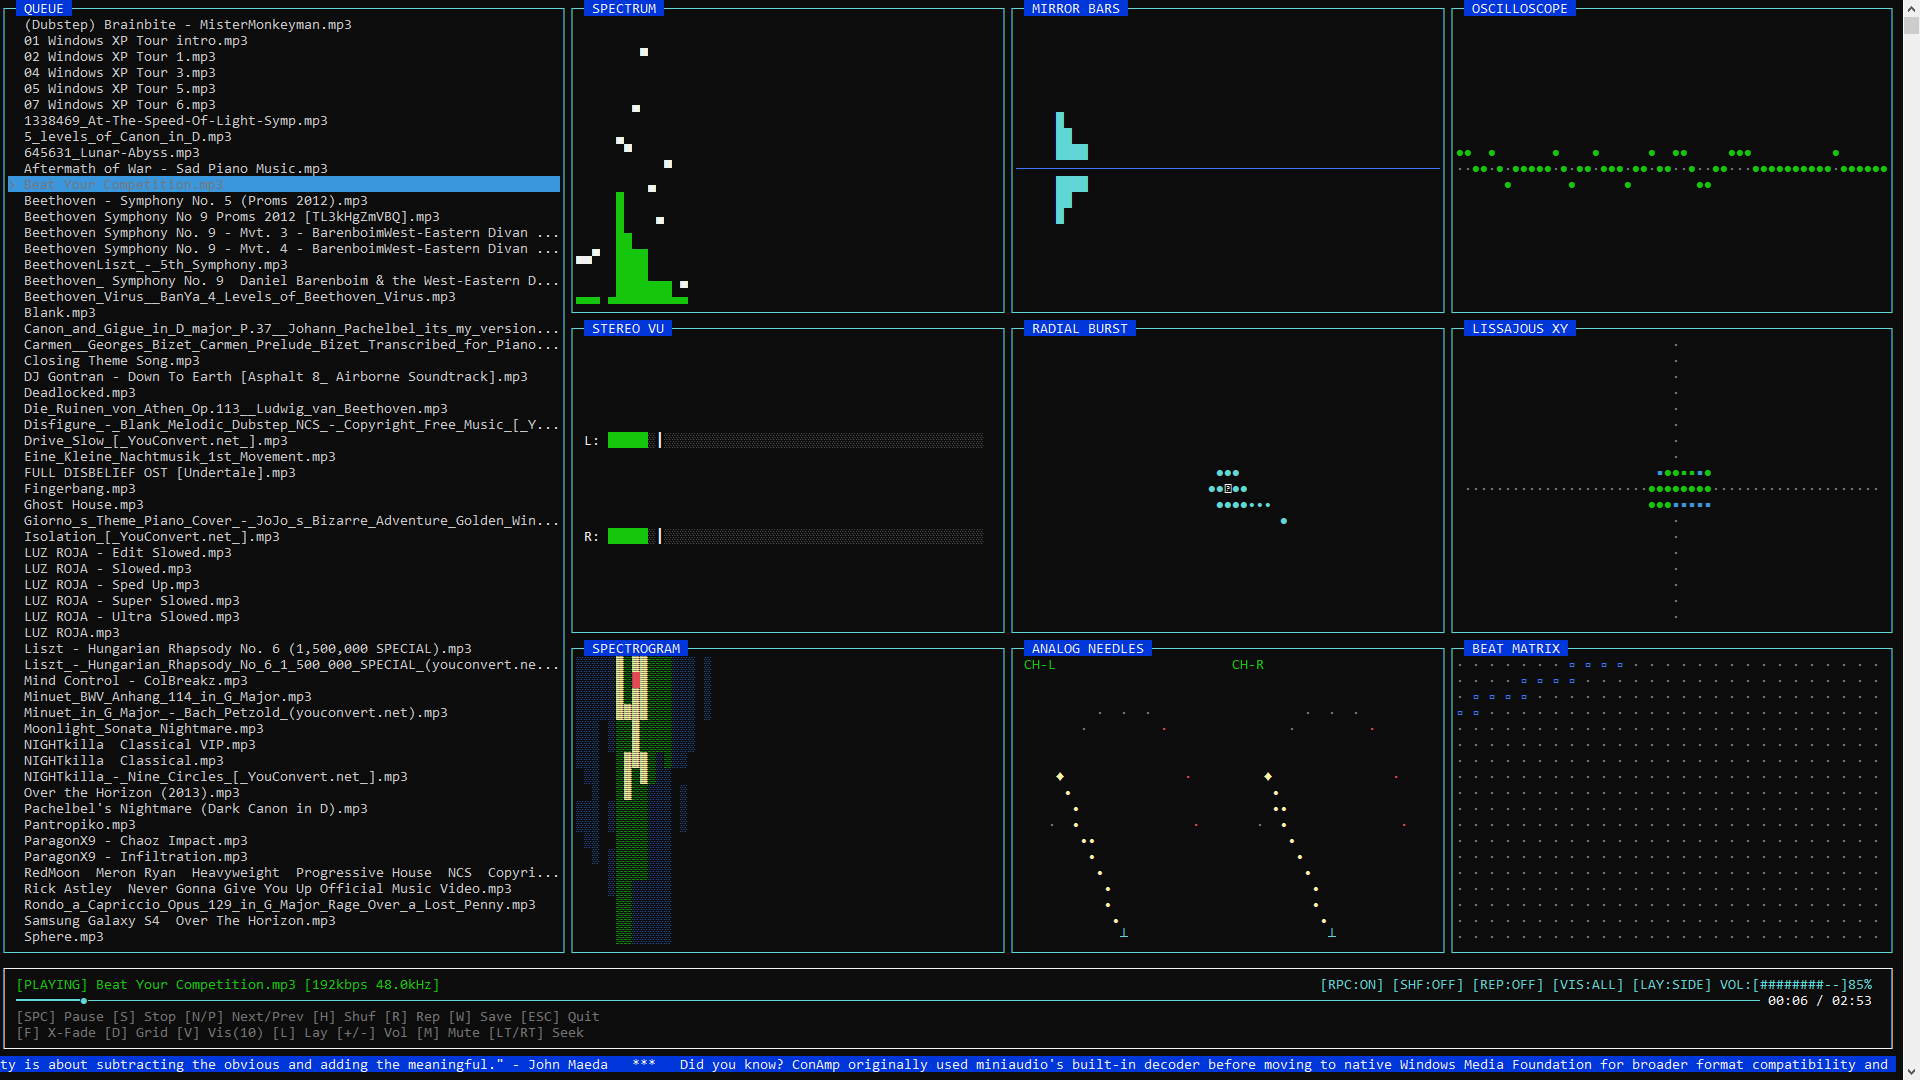 QUEUE
(Dubstep) Brainbite - MisterMonkeyman.mp3
01 Windows XP Tour intro.mp3
02 Windows XP Tour 1.mp3
04 Windows XP Tour 3.mp3
05 Windows XP Tour 5.mp3
07 Windows XP Tour 6.mp3
1338469_At-The-Speed-Of-Light-Symp.mp3
5_levels_of_Canon_in_D.mp3
645631_Lunar-Abyss.mp3
Aftermath of War - Sad Piano Music.mp3
> Beat Your Competition.mp3
Beethoven - Symphony No. 5 (Proms 2012).mp3
Beethoven Symphony No 9 Proms 2012 [TL3kHgZmVBQ].mp3
Beethoven Symphony No. 9 - Mvt. 3 - BarenboimWest-Eastern Divan ...
Beethoven Symphony No. 9 - Mvt. 4 - BarenboimWest-Eastern Divan ...
BeethovenLiszt_-_5th_Symphony.mp3
Beethoven_ Symphony No. 9  Daniel Barenboim & the West-Eastern D...
Beethoven_Virus__BanYa_4_Levels_of_Beethoven_Virus.mp3
Blank.mp3
Canon_and_Gigue_in_D_major_P.37__Johann_Pachelbel_its_my_version...
Carmen__Georges_Bizet_Carmen_Prelude_Bizet_Transcribed_for_Piano...
Closing Theme Song.mp3
DJ Gontran - Down To Earth [Asphalt 8_ Airborne Soundtrack].mp3
Deadlocked.mp3
Die_Ruinen_von_Athen_Op.113__Ludwig_van_Beethoven.mp3
Disfigure_-_Blank_Melodic_Dubstep_NCS_-_Copyright_Free_Music_[_Y...
Drive_Slow_[_YouConvert.net_].mp3
Eine_Kleine_Nachtmusik_1st_Movement.mp3
FULL DISBELIEF OST [Undertale].mp3
Fingerbang.mp3
Ghost House.mp3
Giorno_s_Theme_Piano_Cover_-_JoJo_s_Bizarre_Adventure_Golden_Win...
Isolation_[_YouConvert.net_].mp3
LUZ ROJA - Edit Slowed.mp3
LUZ ROJA - Slowed.mp3
LUZ ROJA - Sped Up.mp3
LUZ ROJA - Super Slowed.mp3
LUZ ROJA - Ultra Slowed.mp3
LUZ ROJA.mp3
Liszt - Hungarian Rhapsody No. 6 (1,500,000 SPECIAL).mp3
Liszt_-_Hungarian_Rhapsody_No_6_1_500_000_SPECIAL_(youconvert.ne...
Mind Control - ColBreakz.mp3
Minuet_BWV_Anhang_114_in_G_Major.mp3
Minuet_in_G_Major_-_Bach_Petzold_(youconvert.net).mp3
Moonlight_Sonata_Nightmare.mp3
NIGHTkilla  Classical VIP.mp3
NIGHTkilla  Classical.mp3
NIGHTkilla_-_Nine_Circles_[_YouConvert.net_].mp3
Over the Horizon (2013).mp3
Pachelbel's Nightmare (Dark Canon in D).mp3
Pantropiko.mp3
ParagonX9 - Chaoz Impact.mp3
ParagonX9 - Infiltration.mp3
RedMoon  Meron Ryan  Heavyweight  Progressive House  NCS  Copyri...
Rick Astley  Never Gonna Give You Up Official Music Video.mp3
Rondo_a_Capriccio_Opus_129_in_G_Major_Rage_Over_a_Lost_Penny.mp3
Samsung Galaxy S4  Over The Horizon.mp3
Sphere.mp3
SPECTRUM
MIRROR BARS
OSCILLOSCOPE
STEREO VU
L:
R:
RADIAL BURST
LISSAJOUS XY
SPECTROGRAM
ANALOG NEEDLES
CH-L CH-R
BEAT MATRIX
[PLAYING] Beat Your Competition.mp3 [192kbps 48.0kHz]
[RPC:ON] [SHF:OFF] [REP:OFF] [VIS:ALL] [LAY:SIDE] VOL:[########--]85%
00:06 / 02:53
[SPC] Pause [S] Stop [N/P] Next/Prev [H] Shuf [R] Rep [W] Save [ESC] Quit
[F] X-Fade [D] Grid [V] Vis(10) [L] Lay [+/-] Vol [M] Mute [LT/RT] Seek
ty is about subtracting the obvious and adding the meaningful." - John Maeda   ***   Did you know? ConAmp originally used miniaudio's built-in decoder before moving to native Windows Media Foundation for broader format compatibility and